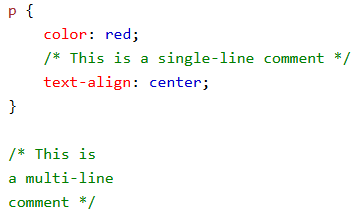 p {
    color: red;
    /* This is a single-line comment */
    text-align: center;
}

/* This is
a multi-line
comment */